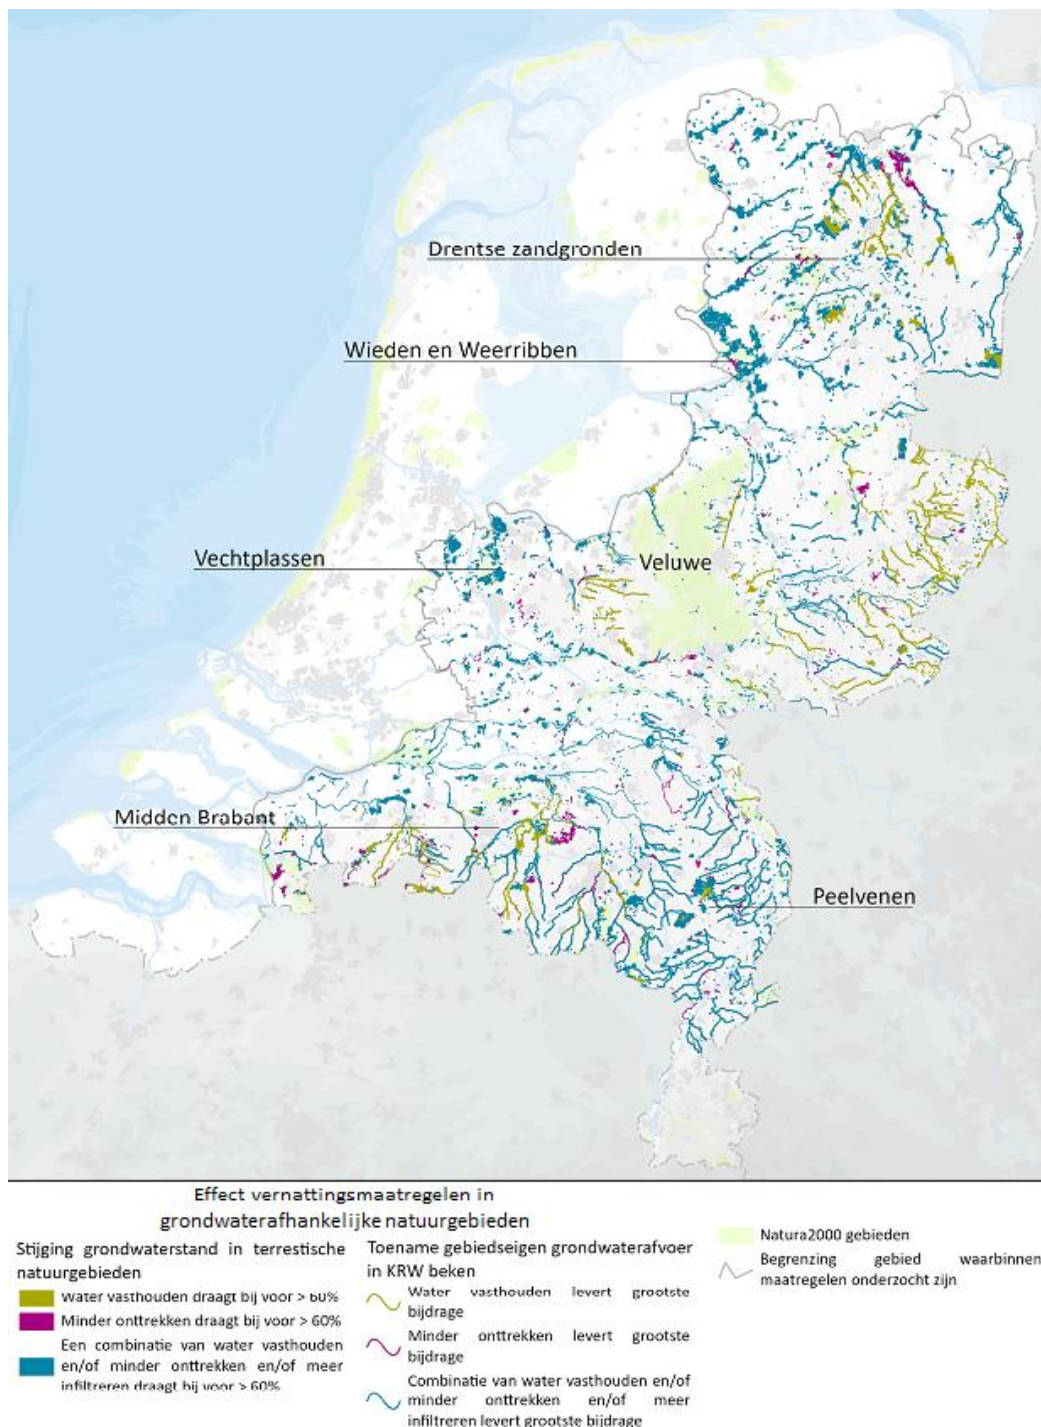 Drentse zandgronden
Wieden en Weerribben
Vechtplassen
Veluwe
Midden Brabant
Peelvenen
Effect vernattingsmaatregelen in
grondwaterafhankelijke natuurgebieden
Stijging grondwaterstand in terrestische
natuurgebieden
Water vasthouden draagt bij voor > 60%
Minder onttrekken draagt bij voor > 60%
Een combinatie van water vasthouden
en/of minder onttrekken en/of meer
infiltreren draagt bij voor > 60%
Toename gebiedseigen grondwaterafvoer
in KRW beken
Water vasthouden levert grootste
bijdrage
Minder onttrekken levert grootste
bijdrage
Combinatie van water vasthouden en/of
minder onttrekken en/of meer
infiltreren levert grootste bijdrage
Natura2000 gebieden
Begrenzing gebied waarbinnen
maatregelen onderzocht zijn